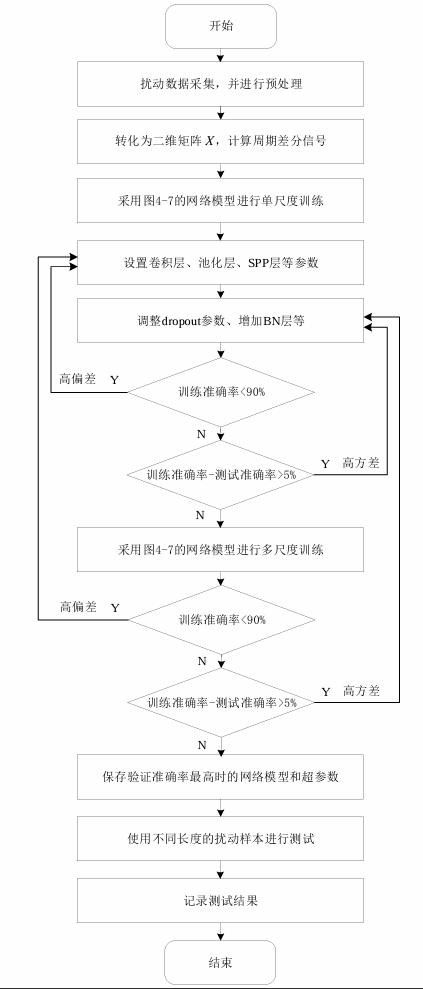 开始
扰动数据采集，并进行预处理
转化为二维矩阵 X，计算周期差分信号
采用图4-7的网络模型进行单尺度训练
设置卷积层、池化层、SPP层等参数
调整dropout参数、增加BN层等
高偏差 Y
训练准确率<90%
N
训练准确率-测试准确率>5%
Y 高方差
N
采用图4-7的网络模型进行多尺度训练
高偏差 Y
训练准确率<90%
N
训练准确率-测试准确率>5%
Y 高方差
N
保存验证准确率最高时的网络模型和超参数
使用不同长度的扰动样本进行测试
记录测试结果
结束